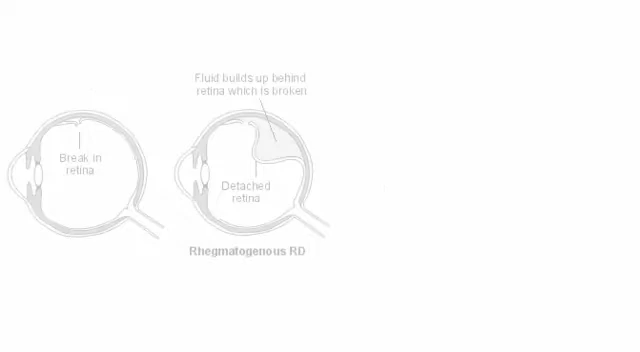 Fluid builds up behind
retina which is broken
Break in
retina
Detached
retina
Rhegmatogenous RD